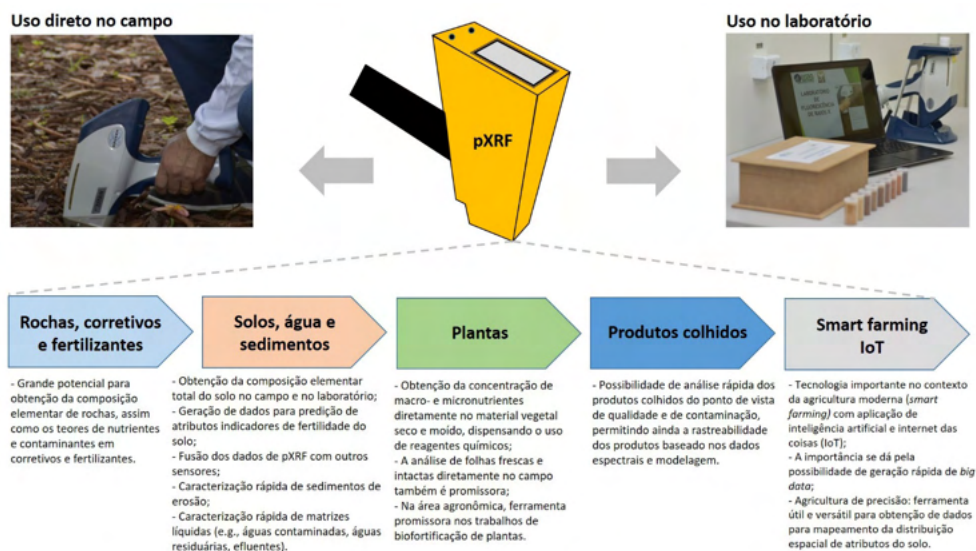 Uso direto no campo
Uso no laboratório
pXRF
LABORATÓRIO
DE
FLUORESCÊNCIA
DE RAIOS X
Rochas, corretivos
e fertilizantes
- Grande potencial para
obtenção da composição
elementar de rochas, assim
como os teores de nutrientes
e contaminantes em
corretivos e fertilizantes.
Solos, água e
sedimentos
- Obtenção da composição elementar
total do solo no campo e no laboratório;
- Geração de dados para predição de
atributos indicadores de fertilidade do
solo;
- Fusão dos dados de pXRF com outros
sensores;
- Caracterização rápida de sedimentos de
erosão;
- Caracterização rápida de matrizes
líquidas (e.g., águas contaminadas, águas
residuárias, efluentes).
Plantas
- Obtenção da concentração de
macro- e micronutrientes
diretamente no material vegetal
seco e moído, dispensando o uso
de reagentes químicos;
- A análise de folhas frescas e
intactas diretamente no campo
também é promissora;
- Na área agronômica, ferramenta
promissora nos trabalhos de
biofortificação de plantas.
Produtos colhidos
- Possibilidade de análise rápida dos
produtos colhidos do ponto de vista
de qualidade e de contaminação,
permitindo ainda a rastreabilidade
dos produtos baseado nos dados
espectrais e modelagem.
Smart farming
IoT
- Tecnologia importante no contexto
da agricultura moderna (smart
farming) com aplicação de
inteligência artificial e internet das
coisas (IoT);
- A importância se dá pela
possibilidade de geração rápida de big
data;
- Agricultura de precisão: ferramenta
útil e versátil para obtenção de dados
para mapeamento da distribuição
espacial de atributos do solo.